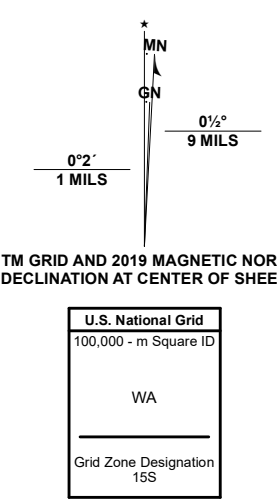 ★
MN
GN
0½°
9 MILS
0°2´
1 MILS
TM GRID AND 2019 MAGNETIC NOR
DECLINATION AT CENTER OF SHEE
U.S. National Grid
100,000 - m Square ID
WA
Grid Zone Designation
15S